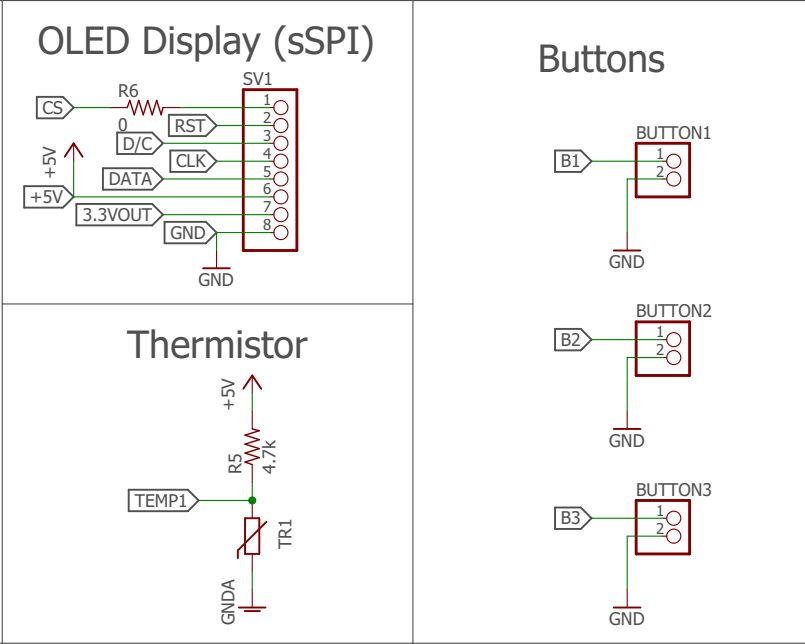 OLED Display (sSPI)
SV1
R6
CS
1
0
RST
2
D/C
3
+5V
CLK
4
DATA
5
+5V
6
3.3VOUT
7
GND
8
GND
Thermistor
+5V
R5
4.7k
TEMP1
TR1
GNDA
Buttons
BUTTON1
B1
1
2
GND
BUTTON2
B2
1
2
GND
BUTTON3
B3
1
2
GND